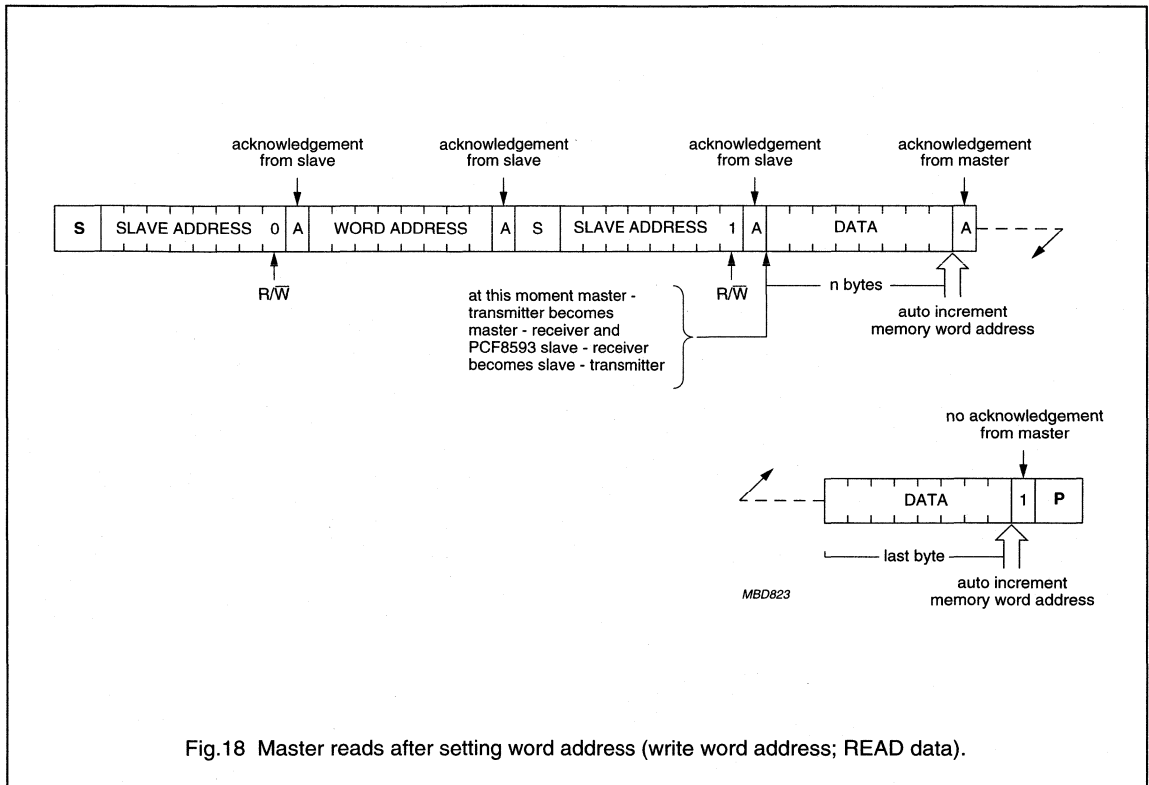 acknowledgement
from slave
acknowledgement
from slave
acknowledgement
from slave
acknowledgement
from master
S SLAVE ADDRESS 0 A WORD ADDRESS A S SLAVE ADDRESS 1 A DATA A
R/W̅
R/W̅
n bytes
at this moment master -
transmitter becomes
master - receiver and
PCF8593 slave - receiver
becomes slave - transmitter
auto increment
memory word address
no acknowledgement
from master
DATA 1 P
last byte
auto increment
memory word address
MBD823
Fig.18 Master reads after setting word address (write word address; READ data).